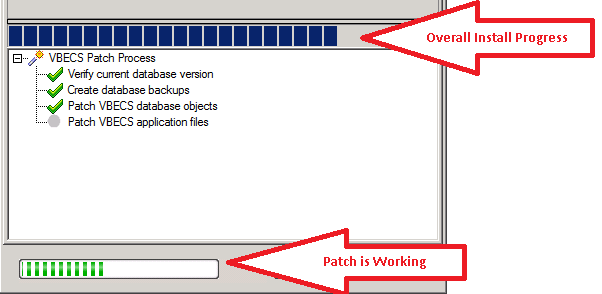 Overall Install Progress
VBECS Patch Process
Verify current database version
Create database backups
Patch VBECS database objects
Patch VBECS application files
Patch is Working